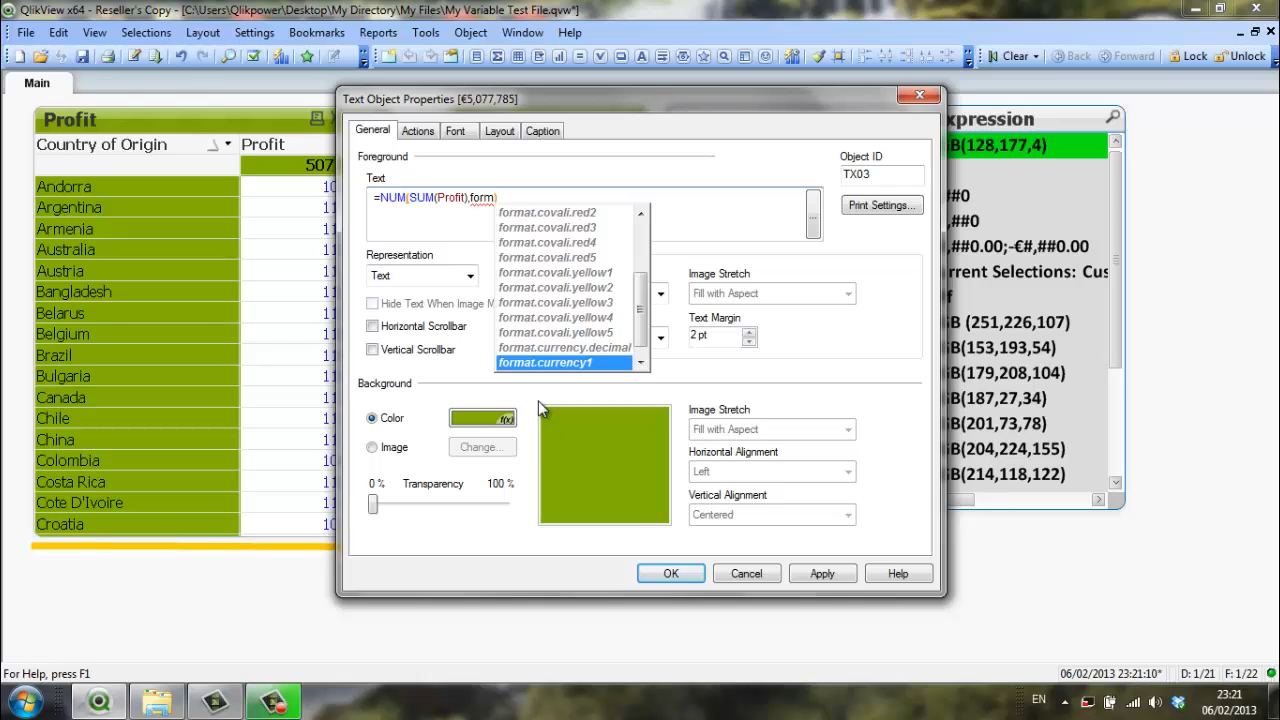 QlikView x64 - Reseller's Copy - [C:\Users\Qlikpower\Desktop\My Directory\My Files\My Variable Test File.qvw*]
File Edit View Selections Layout Settings Bookmarks Reports Tools Object Window Help
Clear Back Forward Lock Unlock
Main
Text Object Properties [€5,077,785]
Profit
Country of Origin Profit
507
Andorra
Argentina
Armenia
Australia
Austria
Bangladesh
Belarus
Belgium
Brazil
Bulgaria
Canada
Chile
China
Colombia
Costa Rica
Cote D'Ivoire
Croatia
General Actions Font Layout Caption
Foreground
Text
=NUM(SUM(Profit),form)
format.covali.red2
format.covali.red3
format.covali.red4
format.covali.red5
format.covali.yellow1
format.covali.yellow2
format.covali.yellow3
format.covali.yellow4
format.covali.yellow5
format.currency.decimal
format.currency1
Object ID
TX03
Print Settings...
Representation
Text
Hide Text When Image M
Horizontal Scrollbar
Vertical Scrollbar
Image Stretch
Fill with Aspect
Text Margin
2 pt
Background
Color
f(x)
Image Change...
0 % Transparency 100 %
Image Stretch
Fill with Aspect
Horizontal Alignment
Left
Vertical Alignment
Centered
OK Cancel Apply Help
xpression
GB(128,177,4)
##0
,##0
,##0.00;-€#,##0.00
rrent Selections: Cus
f
GB (251,226,107)
GB(153,193,54)
GB(179,208,104)
GB(187,27,34)
GB(201,73,78)
GB(204,224,155)
GB(214,118,122)
For Help, press F1
06/02/2013 23:21:10* D: 1/21 F: 1/22
EN
23:21
06/02/2013